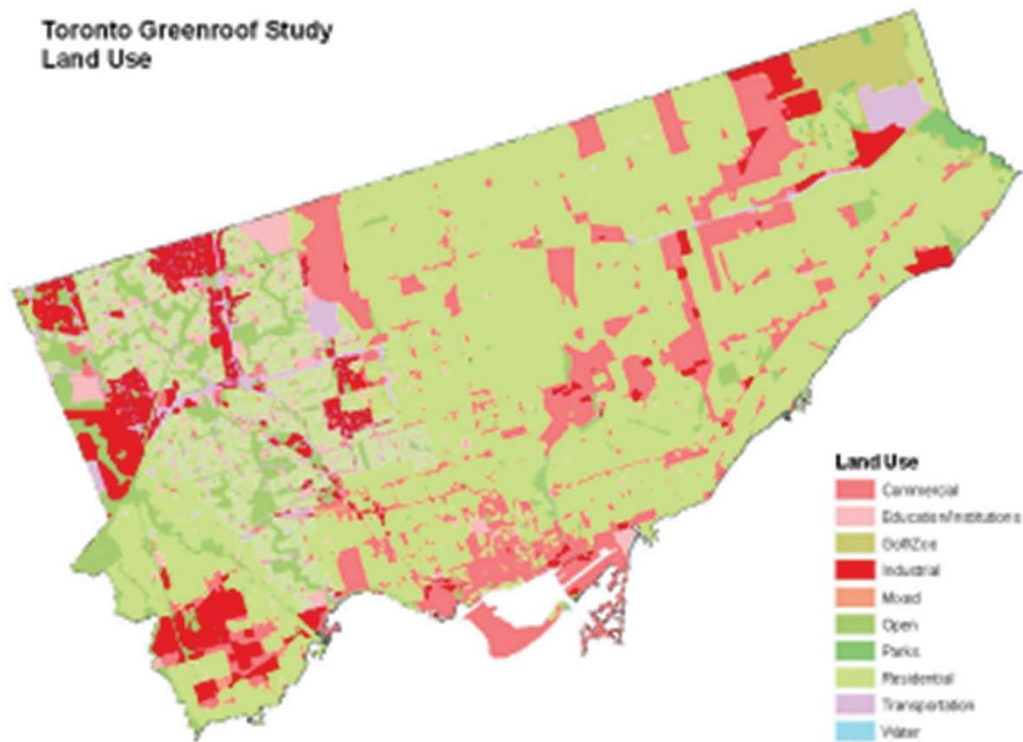 Toronto Greenroof Study
Land Use
Land Use
Commercial
Education/Institutions
Golf/Zoo
Industrial
Mixed
Open
Parks
Residential
Transportation
Water